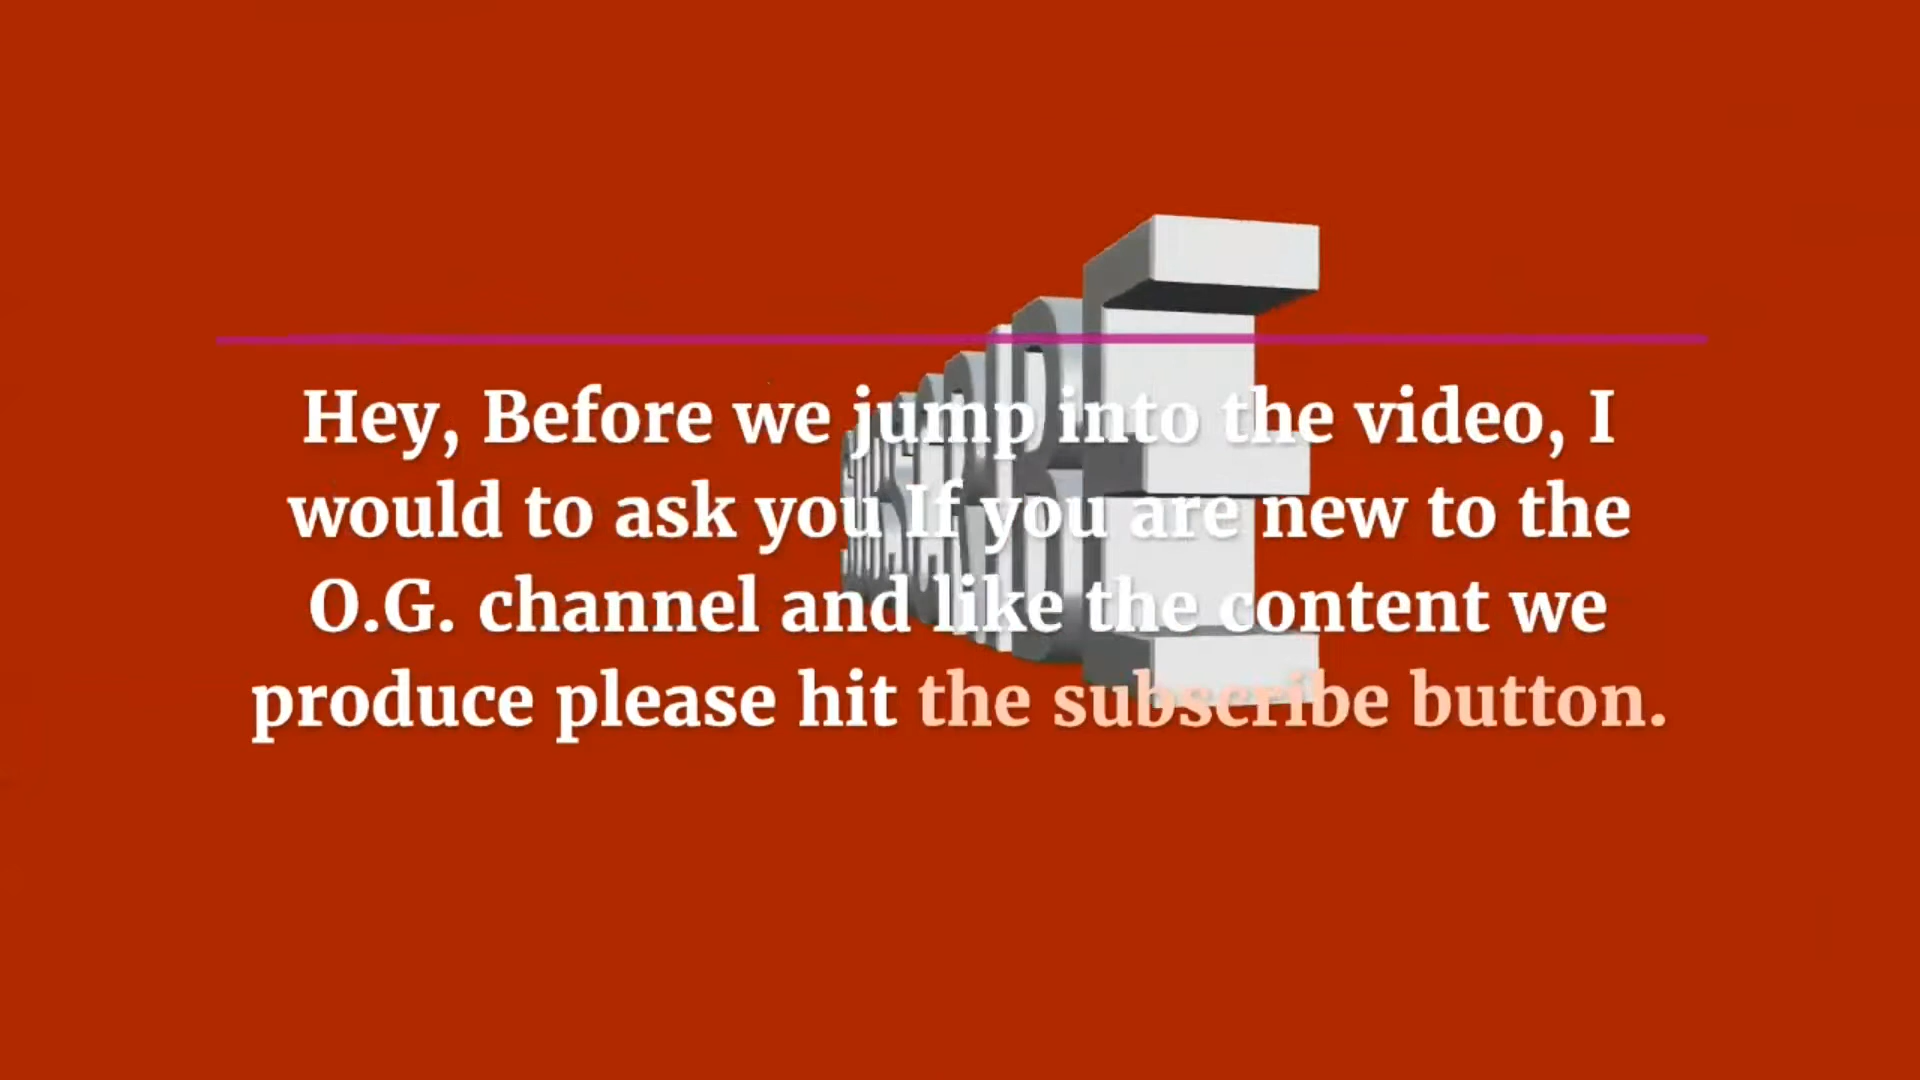 Hey, Before we jump into the video, I
would to ask you If you are new to the
O.G. channel and like the content we
produce please hit the subscribe button.